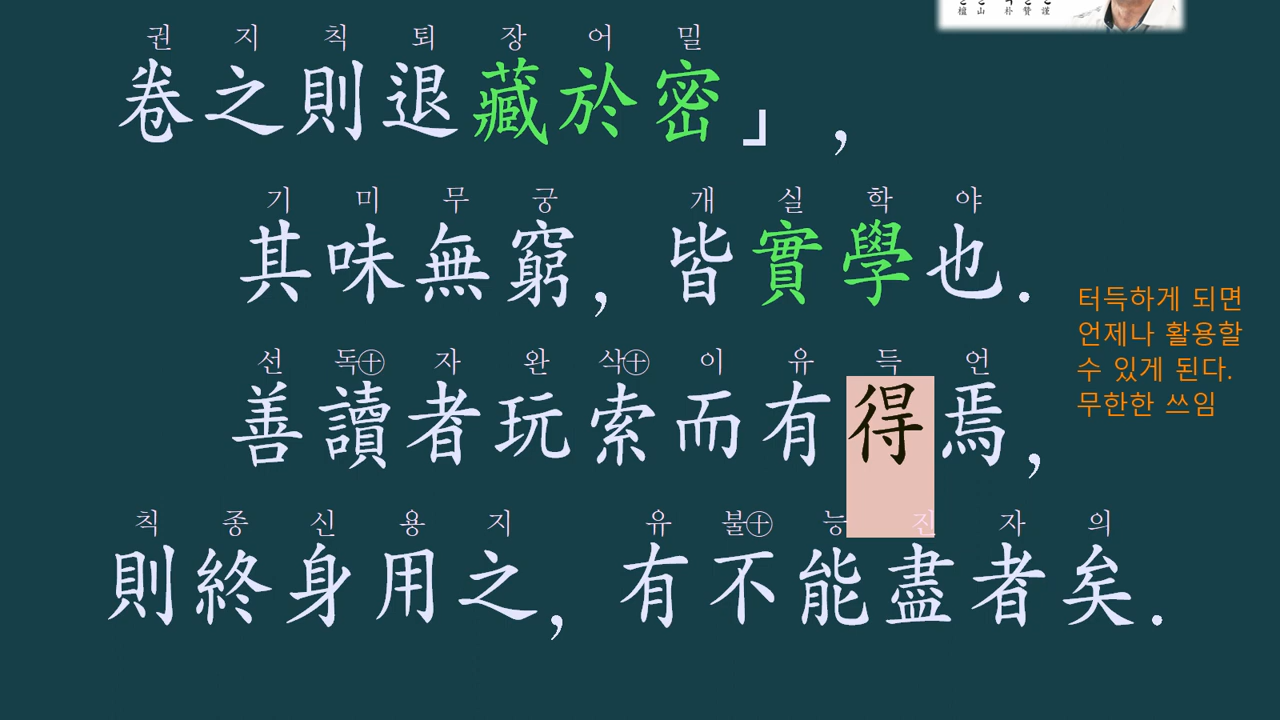 檀山 朴贊謹
권 지 칙 퇴 장 어 밀
卷之則退藏於密」,
기 미 무 궁 개 실 학 야
其味無窮, 皆實學也.
선 독㊉ 자 완 삭㊉ 이 유 득 언
善讀者玩索而有得焉,
칙 종 신 용 지 유 불㊉ 능 진 자 의
則終身用之, 有不能盡者矣.
터득하게 되면
언제나 활용할
수 있게 된다.
무한한 쓰임